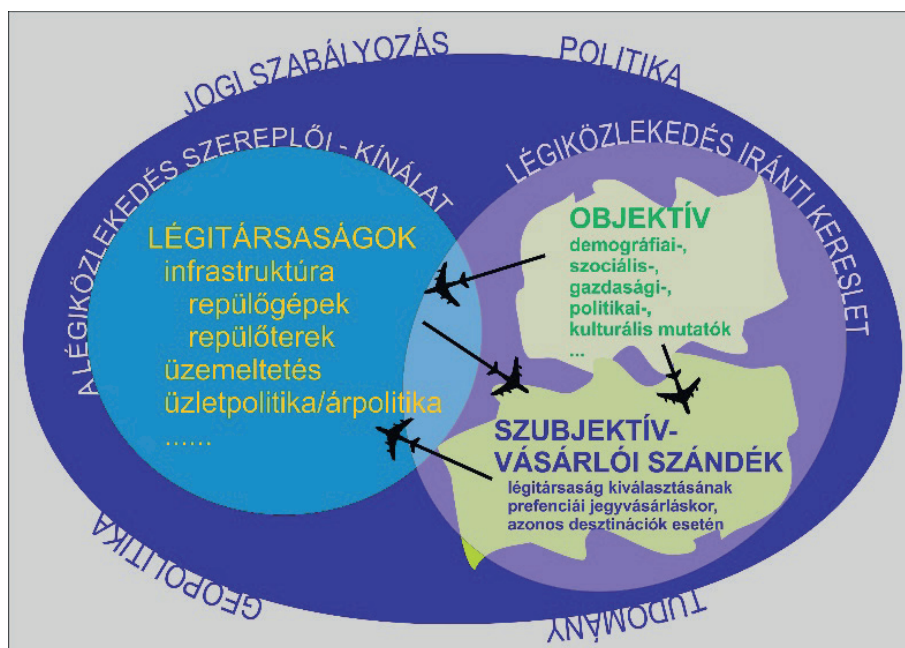 JOGI SZABÁLYOZÁS
POLITIKA
A LÉGIKÖZLEKEDÉS SZEREPLŐI - KÍNÁLAT
LÉGIKÖZLEKEDÉS IRÁNTI KERESLET
LÉGITÁRSASÁGOK
infrastruktúra
repülőgépek
repülőterek
üzemeltetés
üzletpolitika/árpolitika
......
OBJEKTÍV
demográfiai-,
szociális-,
gazdasági-,
politikai-,
kulturális mutatók
...
SZUBJEKTÍV-
VÁSÁRLÓI SZÁNDÉK
légitársaság kiválasztásának
prefenciái jegyvásárláskor,
azonos desztinációk esetén
GEOPOLITIKA
TUDOMÁNY